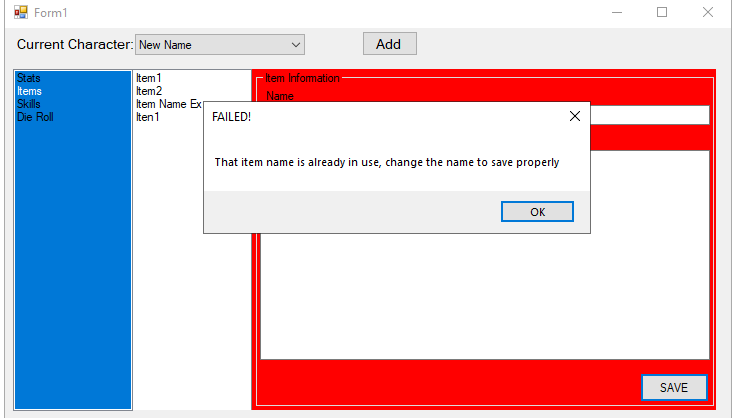 Form1
Current Character: New Name Add
Stats
Items
Skills
Die Roll
Item1
Item2
Item Name Ex
Iten1
Item Information
Name
FAILED!
That item name is already in use, change the name to save properly
OK
SAVE